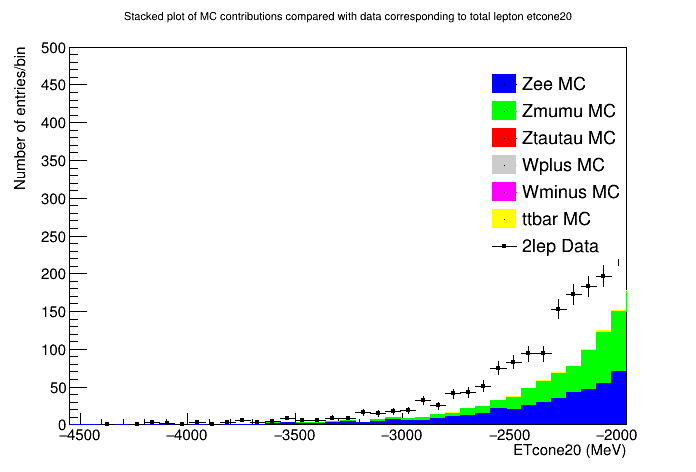 Stacked plot of MC contributions compared with data corresponding to total lepton etcone20
Number of entries/bin
500
450
400
350
300
250
200
150
100
50
0
Zee MC
Zmumu MC
Ztautau MC
Wplus MC
Wminus MC
ttbar MC
2lep Data
−4500 −4000 −3500 −3000 −2500 −2000
ETcone20 (MeV)